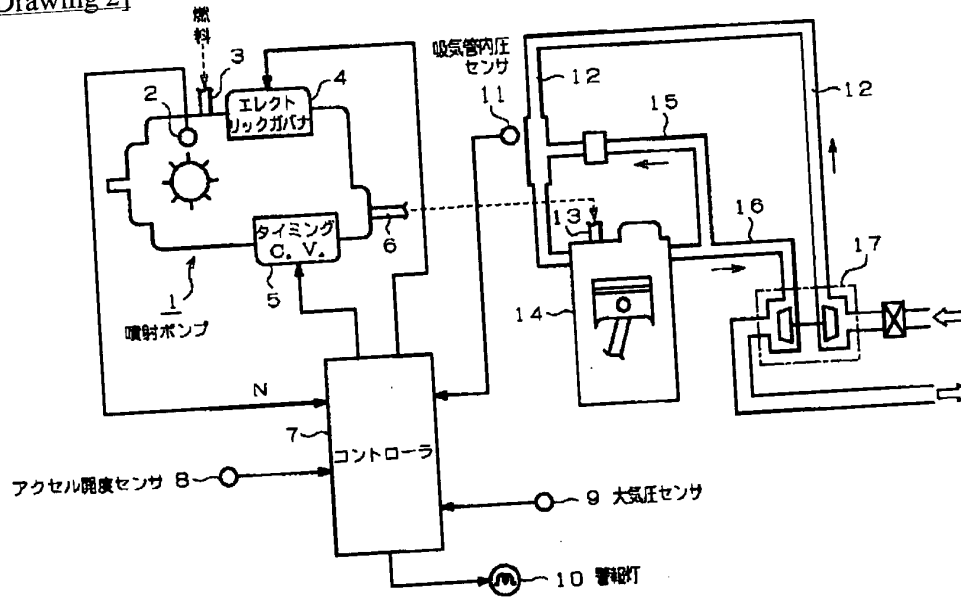 Drawing 2]
燃料
3
4
2
エレクト
リックガバナ
吸気管内圧
センサ
11
12
12
15
タイミング
C. V.
6
5
13
16
17
1
噴射ポンプ
14
N
7
コントローラ
アクセル開度センサ 8
9 大気圧センサ
10 警報灯